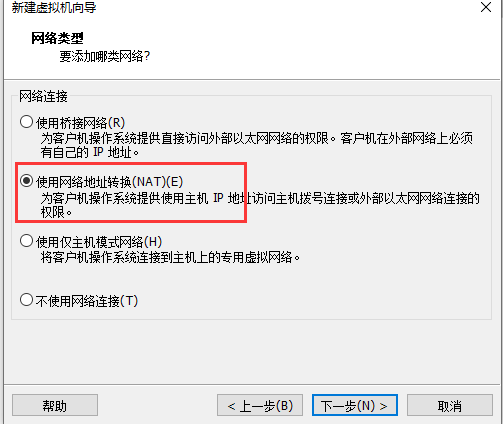 新建虚拟机向导
网络类型
要添加哪类网络?
网络连接
使用桥接网络(R)
为客户机操作系统提供直接访问外部以太网网络的权限。客户机在外部网络上必须
有自己的 IP 地址。
使用网络地址转换(NAT)(E)
为客户机操作系统提供使用主机 IP 地址访问主机拨号连接或外部以太网网络连接的
权限。
使用仅主机模式网络(H)
将客户机操作系统连接到主机上的专用虚拟网络。
不使用网络连接(T)
帮助
< 上一步(B)
下一步(N) >
取消